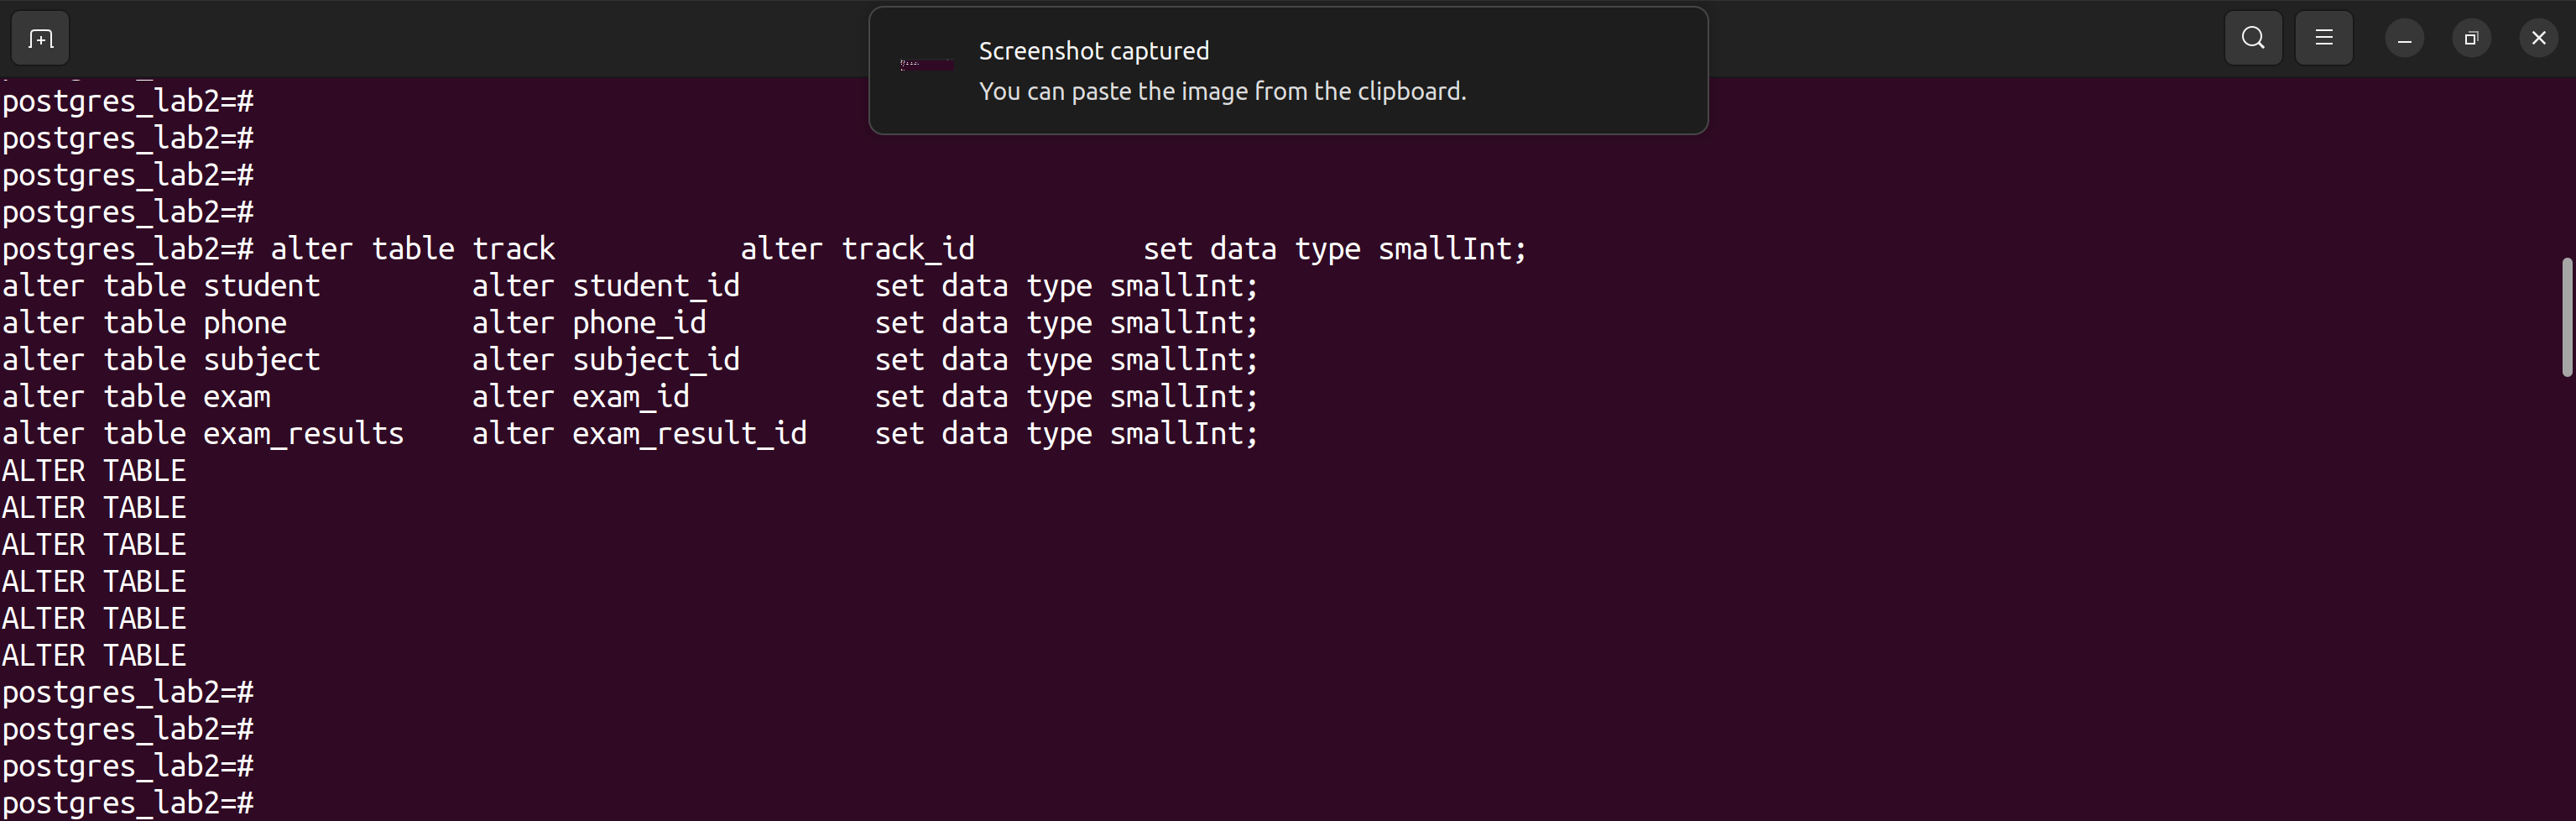 Screenshot captured
You can paste the image from the clipboard.
postgres_lab2=#
postgres_lab2=#
postgres_lab2=#
postgres_lab2=#
postgres_lab2=# alter table track           alter track_id          set data type smallInt;
alter table student         alter student_id        set data type smallInt;
alter table phone           alter phone_id          set data type smallInt;
alter table subject         alter subject_id        set data type smallInt;
alter table exam            alter exam_id           set data type smallInt;
alter table exam_results    alter exam_result_id    set data type smallInt;
ALTER TABLE
ALTER TABLE
ALTER TABLE
ALTER TABLE
ALTER TABLE
ALTER TABLE
postgres_lab2=#
postgres_lab2=#
postgres_lab2=#
postgres_lab2=#